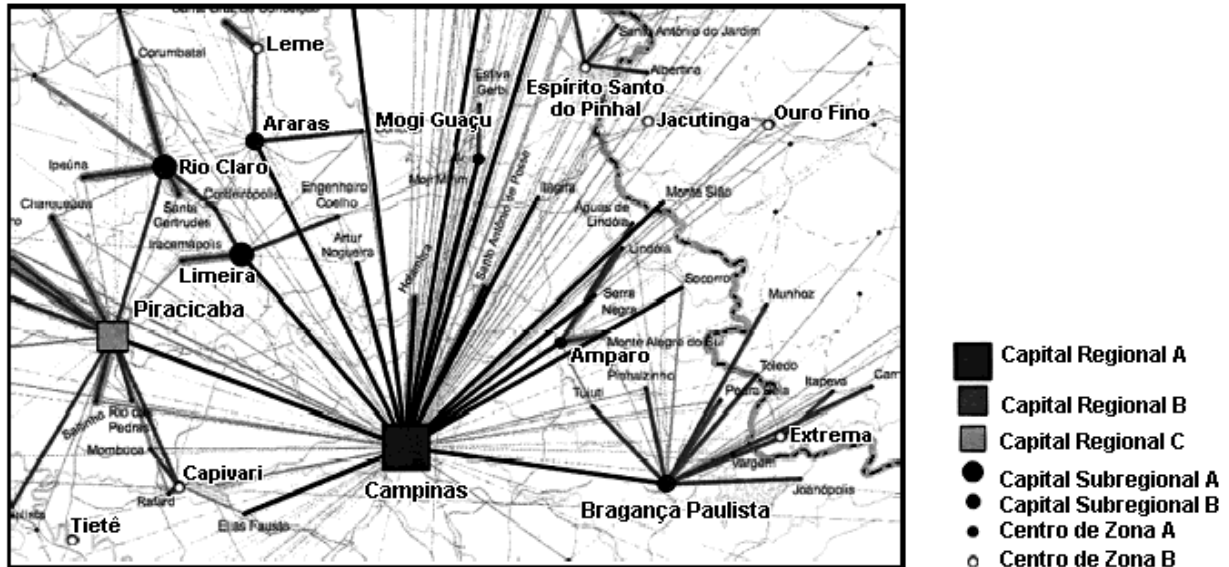 Corumbataí
Leme
Santo Antônio do Jardim
Albertina
Estiva
Gerbi
Espírito Santo
do Pinhal
Araras
Mogi Guaçu
Jacutinga
Ouro Fino
Ipeúna
Rio Claro
Mogi Mirim
Charqueada
Santa
Gertrudes
Cordeirópolis
Engenheiro
Coelho
Itapira
Monte Sião
Santo Antônio de Posse
Águas de
Lindóia
Iracemápolis
Artur
Nogueira
Lindóia
Limeira
Holambra
Socorro
Piracicaba
Serra
Negra
Munhoz
Monte Alegre do Sul
Amparo
Pinhalzinho
Toledo
Tuiuti
Pedra Bela
Itapeva
Saltinho
Rio das
Pedras
Mombuca
Extrema
Vargem
Capivari
Rafard
Campinas
Joanópolis
Bragança Paulista
Elias Fausto
Tietê
Capital Regional A
Capital Regional B
Capital Regional C
Capital Subregional A
Capital Subregional B
Centro de Zona A
Centro de Zona B